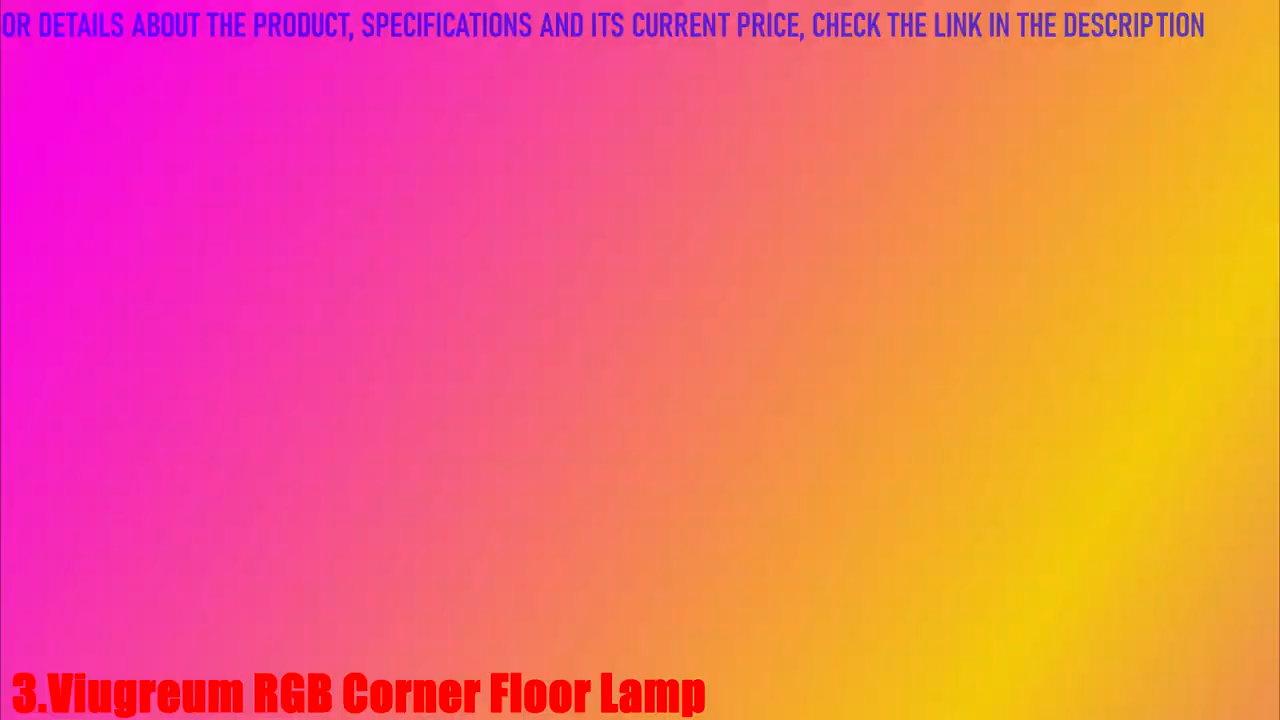 OR DETAILS ABOUT THE PRODUCT, SPECIFICATIONS AND ITS CURRENT PRICE, CHECK THE LINK IN THE DESCRIPTION
3.Viugreum RGB Corner Floor Lamp